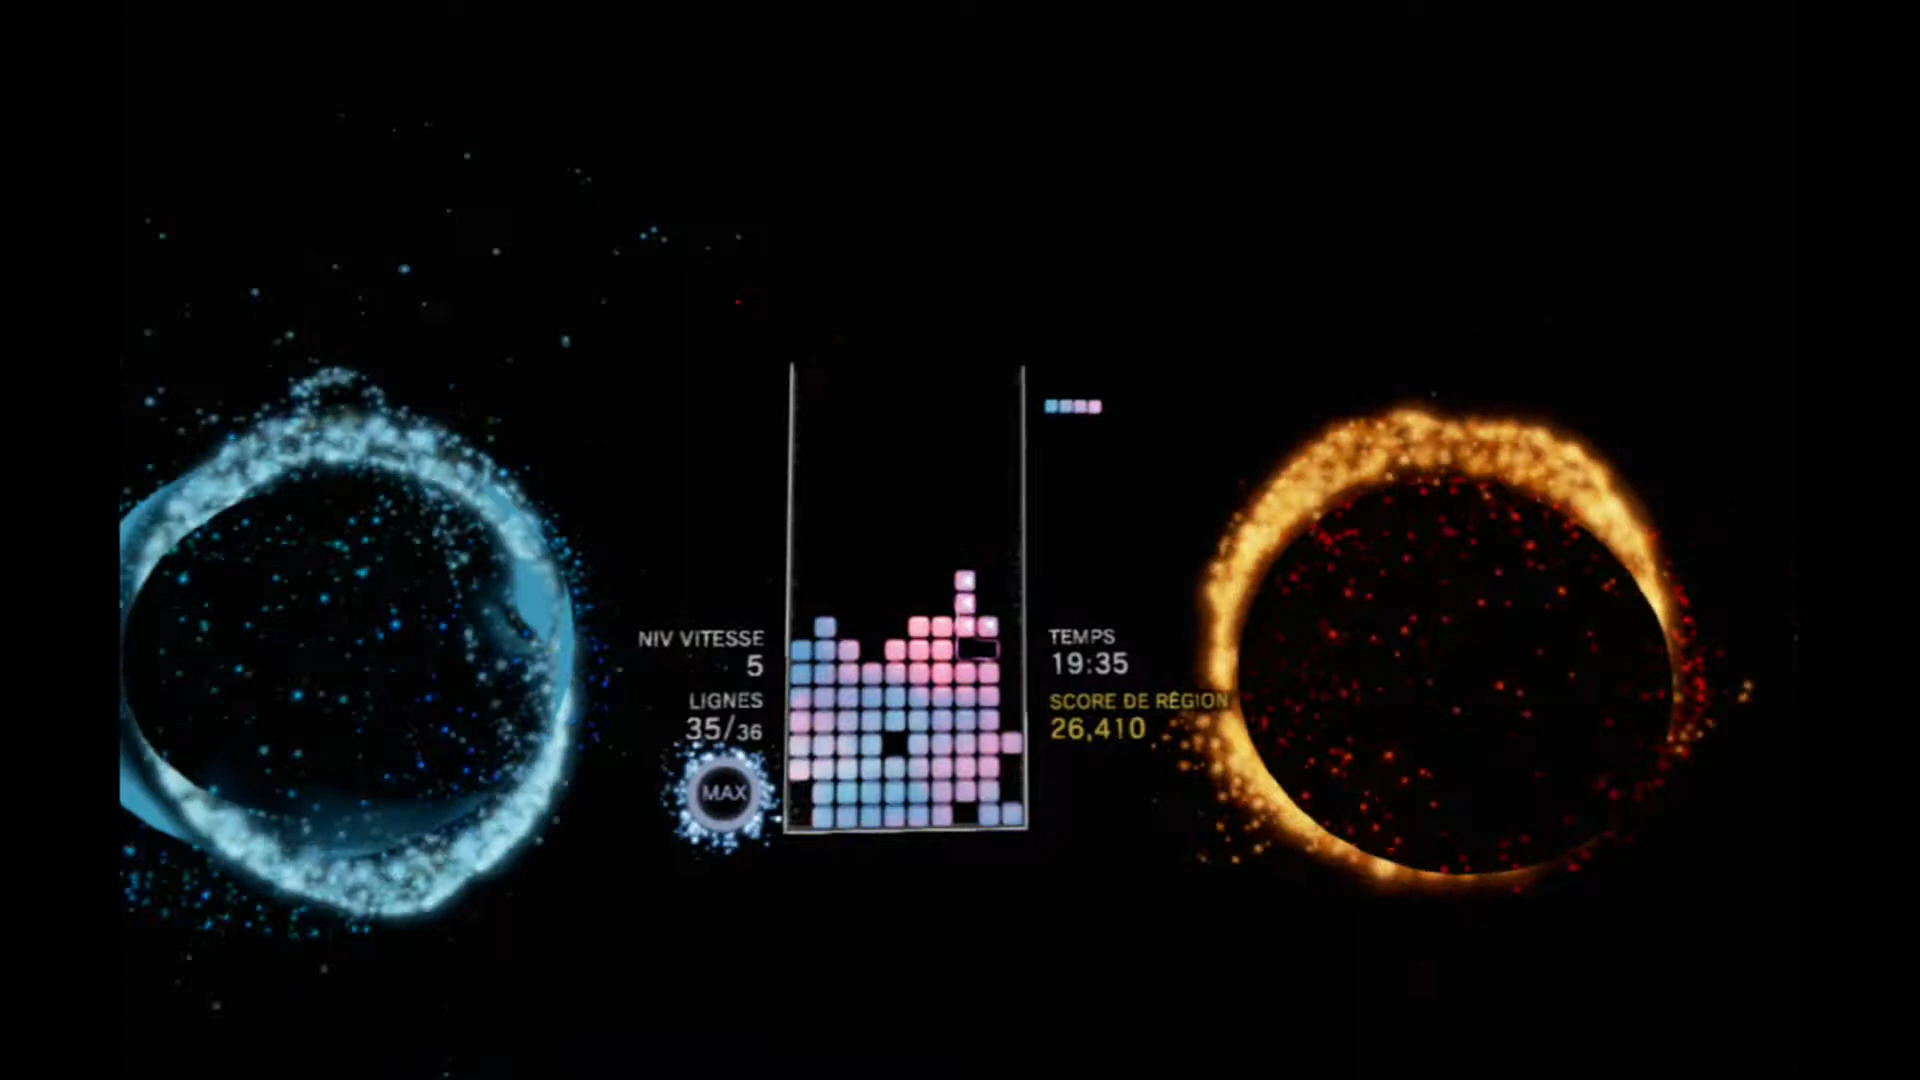 NIV VITESSE
5
LIGNES
35/36
MAX
TEMPS
19:35
SCORE DE RÉGION
26,410